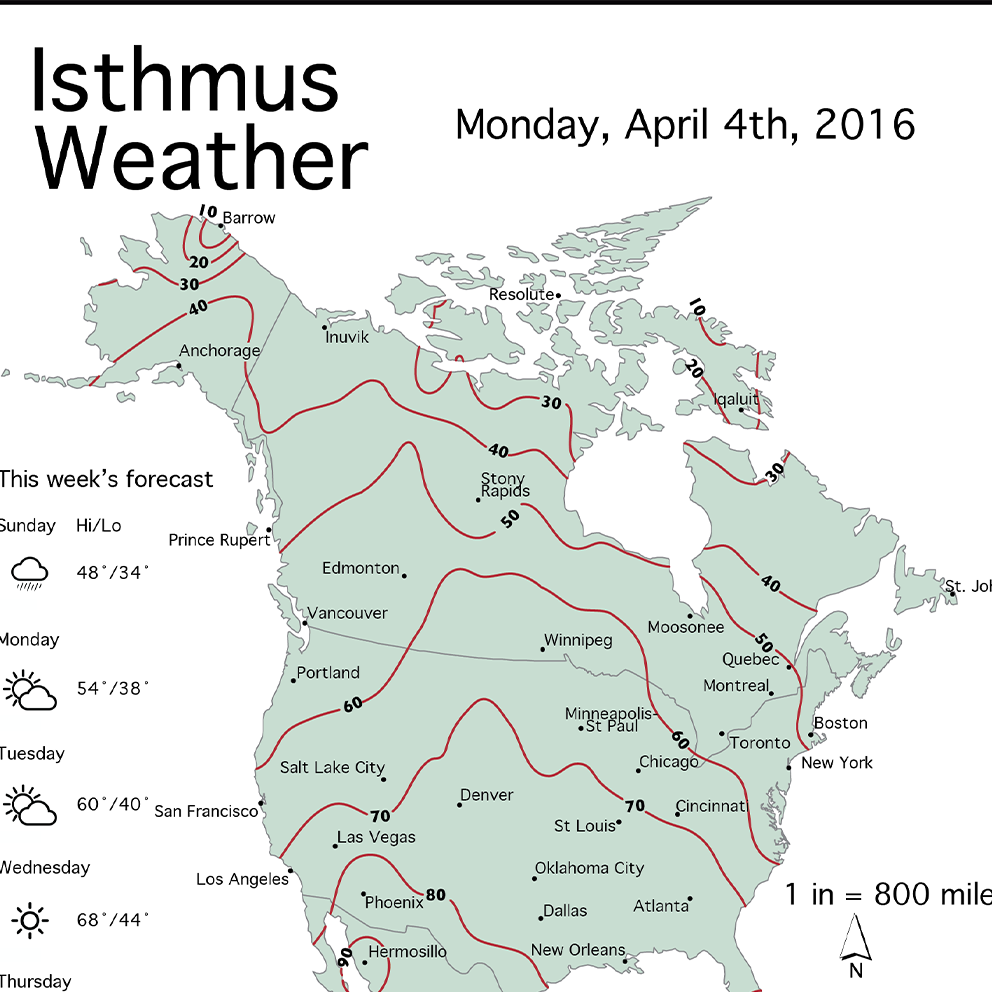 Isthmus
Weather
Monday, April 4th, 2016
10
Barrow
20
30
40
Anchorage
Inuvik
Resolute
10
20
Iqaluit
30
30
40
Stony
Rapids
50
40
50
This week's forecast
Sunday Hi/Lo
48°/34°
Monday
54°/38°
Tuesday
60°/40°
Wednesday
68°/44°
Thursday
Prince Rupert
Edmonton
Vancouver
Winnipeg
Moosonee
Quebec
Montreal
St. Joh
Portland
60
Minneapolis-
St Paul
60
Chicago
Toronto
Boston
New York
Salt Lake City
Denver
San Francisco
70
70
Cincinnati
St Louis
Las Vegas
Los Angeles
Oklahoma City
Phoenix
80
Dallas
Atlanta
Hermosillo
90
New Orleans
1 in = 800 mile
N